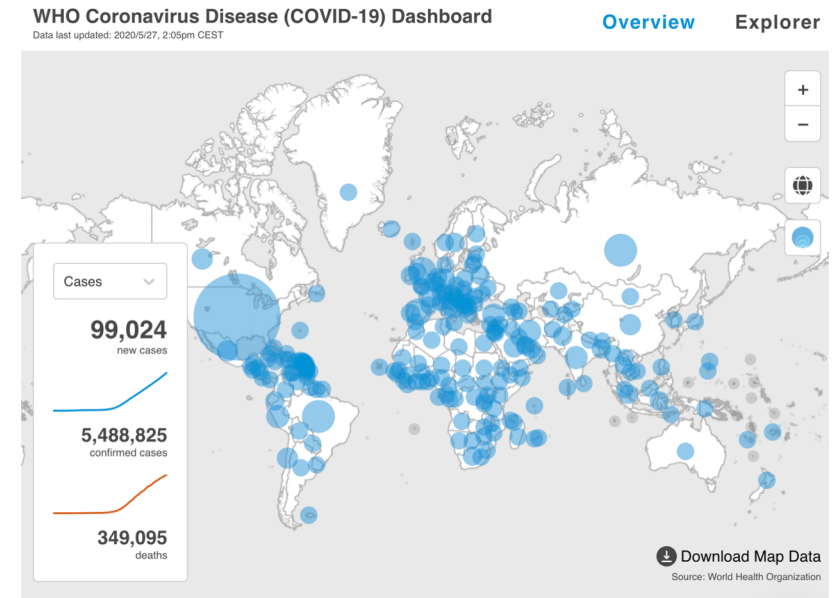 WHO Coronavirus Disease (COVID-19) Dashboard
Data last updated: 2020/5/27, 2:05pm CEST
Overview
Explorer
+
−
Cases
99,024
new cases
5,488,825
confirmed cases
349,095
deaths
Download Map Data
Source: World Health Organization